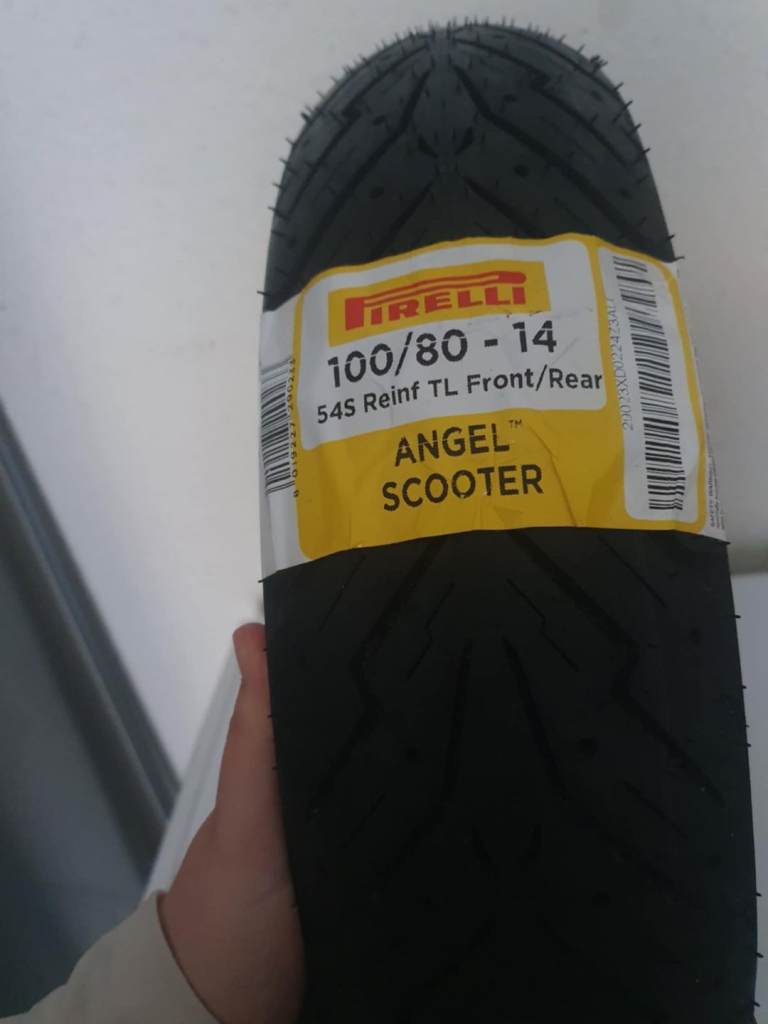 PIRELLI
100/80 - 14
54S Reinf TL Front/Rear
ANGEL™
SCOOTER